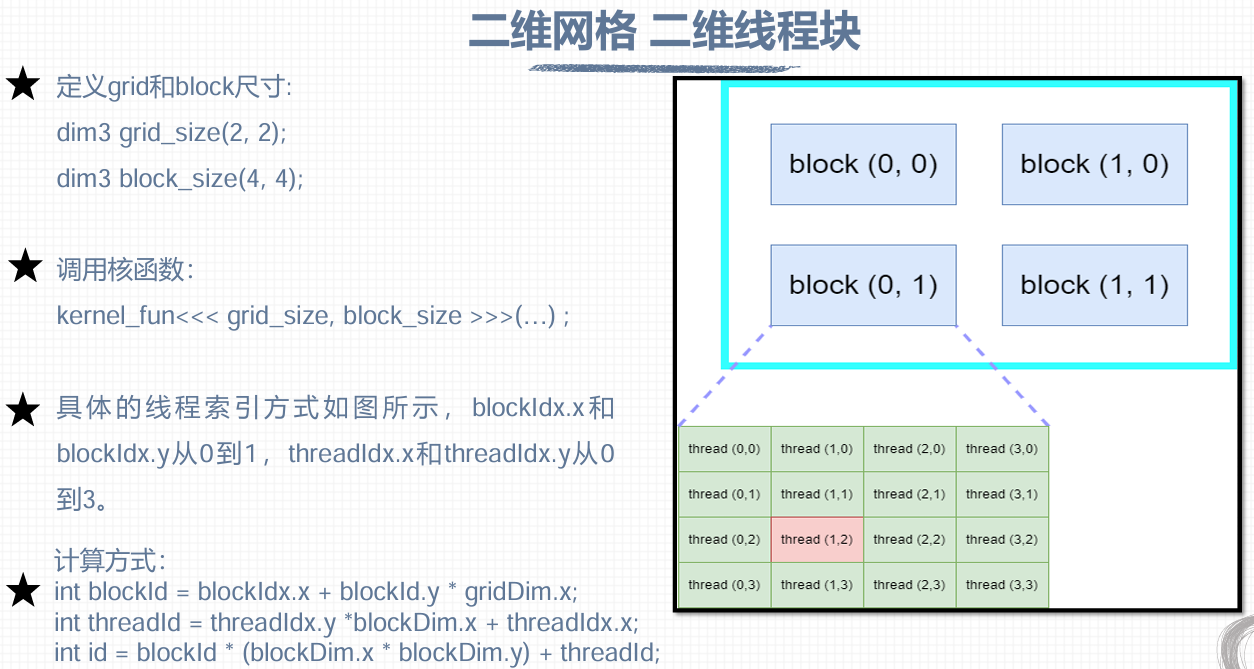 二维网格 二维线程块
定义grid和block尺寸:
dim3 grid_size(2, 2);
dim3 block_size(4, 4);
调用核函数:
kernel_fun<<< grid_size, block_size >>>(…) ;
具体的线程索引方式如图所示，blockIdx.x和
blockIdx.y从0到1，threadIdx.x和threadIdx.y从0
到3。
计算方式:
int blockId = blockIdx.x + blockId.y * gridDim.x;
int threadId = threadIdx.y *blockDim.x + threadIdx.x;
int id = blockId * (blockDim.x * blockDim.y) + threadId;
block (0, 0) block (1, 0)
block (0, 1) block (1, 1)
thread (0,0) thread (1,0) thread (2,0) thread (3,0)
thread (0,1) thread (1,1) thread (2,1) thread (3,1)
thread (0,2) thread (1,2) thread (2,2) thread (3,2)
thread (0,3) thread (1,3) thread (2,3) thread (3,3)